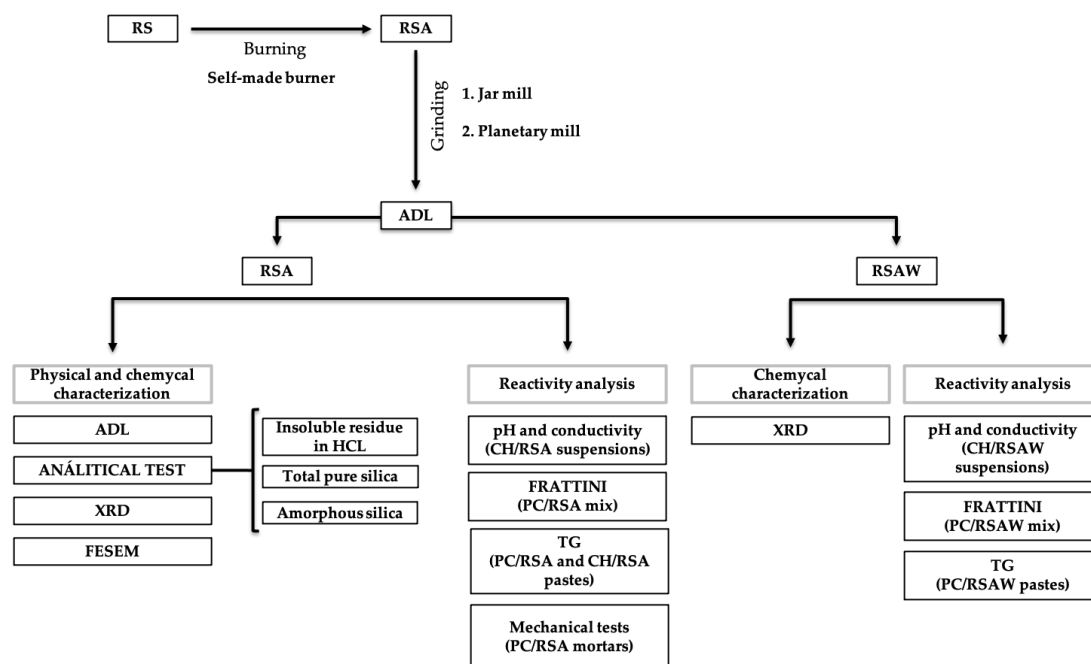 RS
RSA
Burning
Self-made burner
Grinding
1. Jar mill
2. Planetary mill
ADL
RSA
RSAW
Physical and chemycal
characterization
ADL
ANÁLITICAL TEST
XRD
FESEM
Insoluble residue
in HCL
Total pure silica
Amorphous silica
Reactivity analysis
pH and conductivity
(CH/RSA suspensions)
FRATTINI
(PC/RSA mix)
TG
(PC/RSA and CH/RSA
pastes)
Mechanical tests
(PC/RSA mortars)
Chemycal
characterization
XRD
Reactivity analysis
pH and conductivity
(CH/RSAW
suspensions)
FRATTINI
(PC/RSAW mix)
TG
(PC/RSAW pastes)